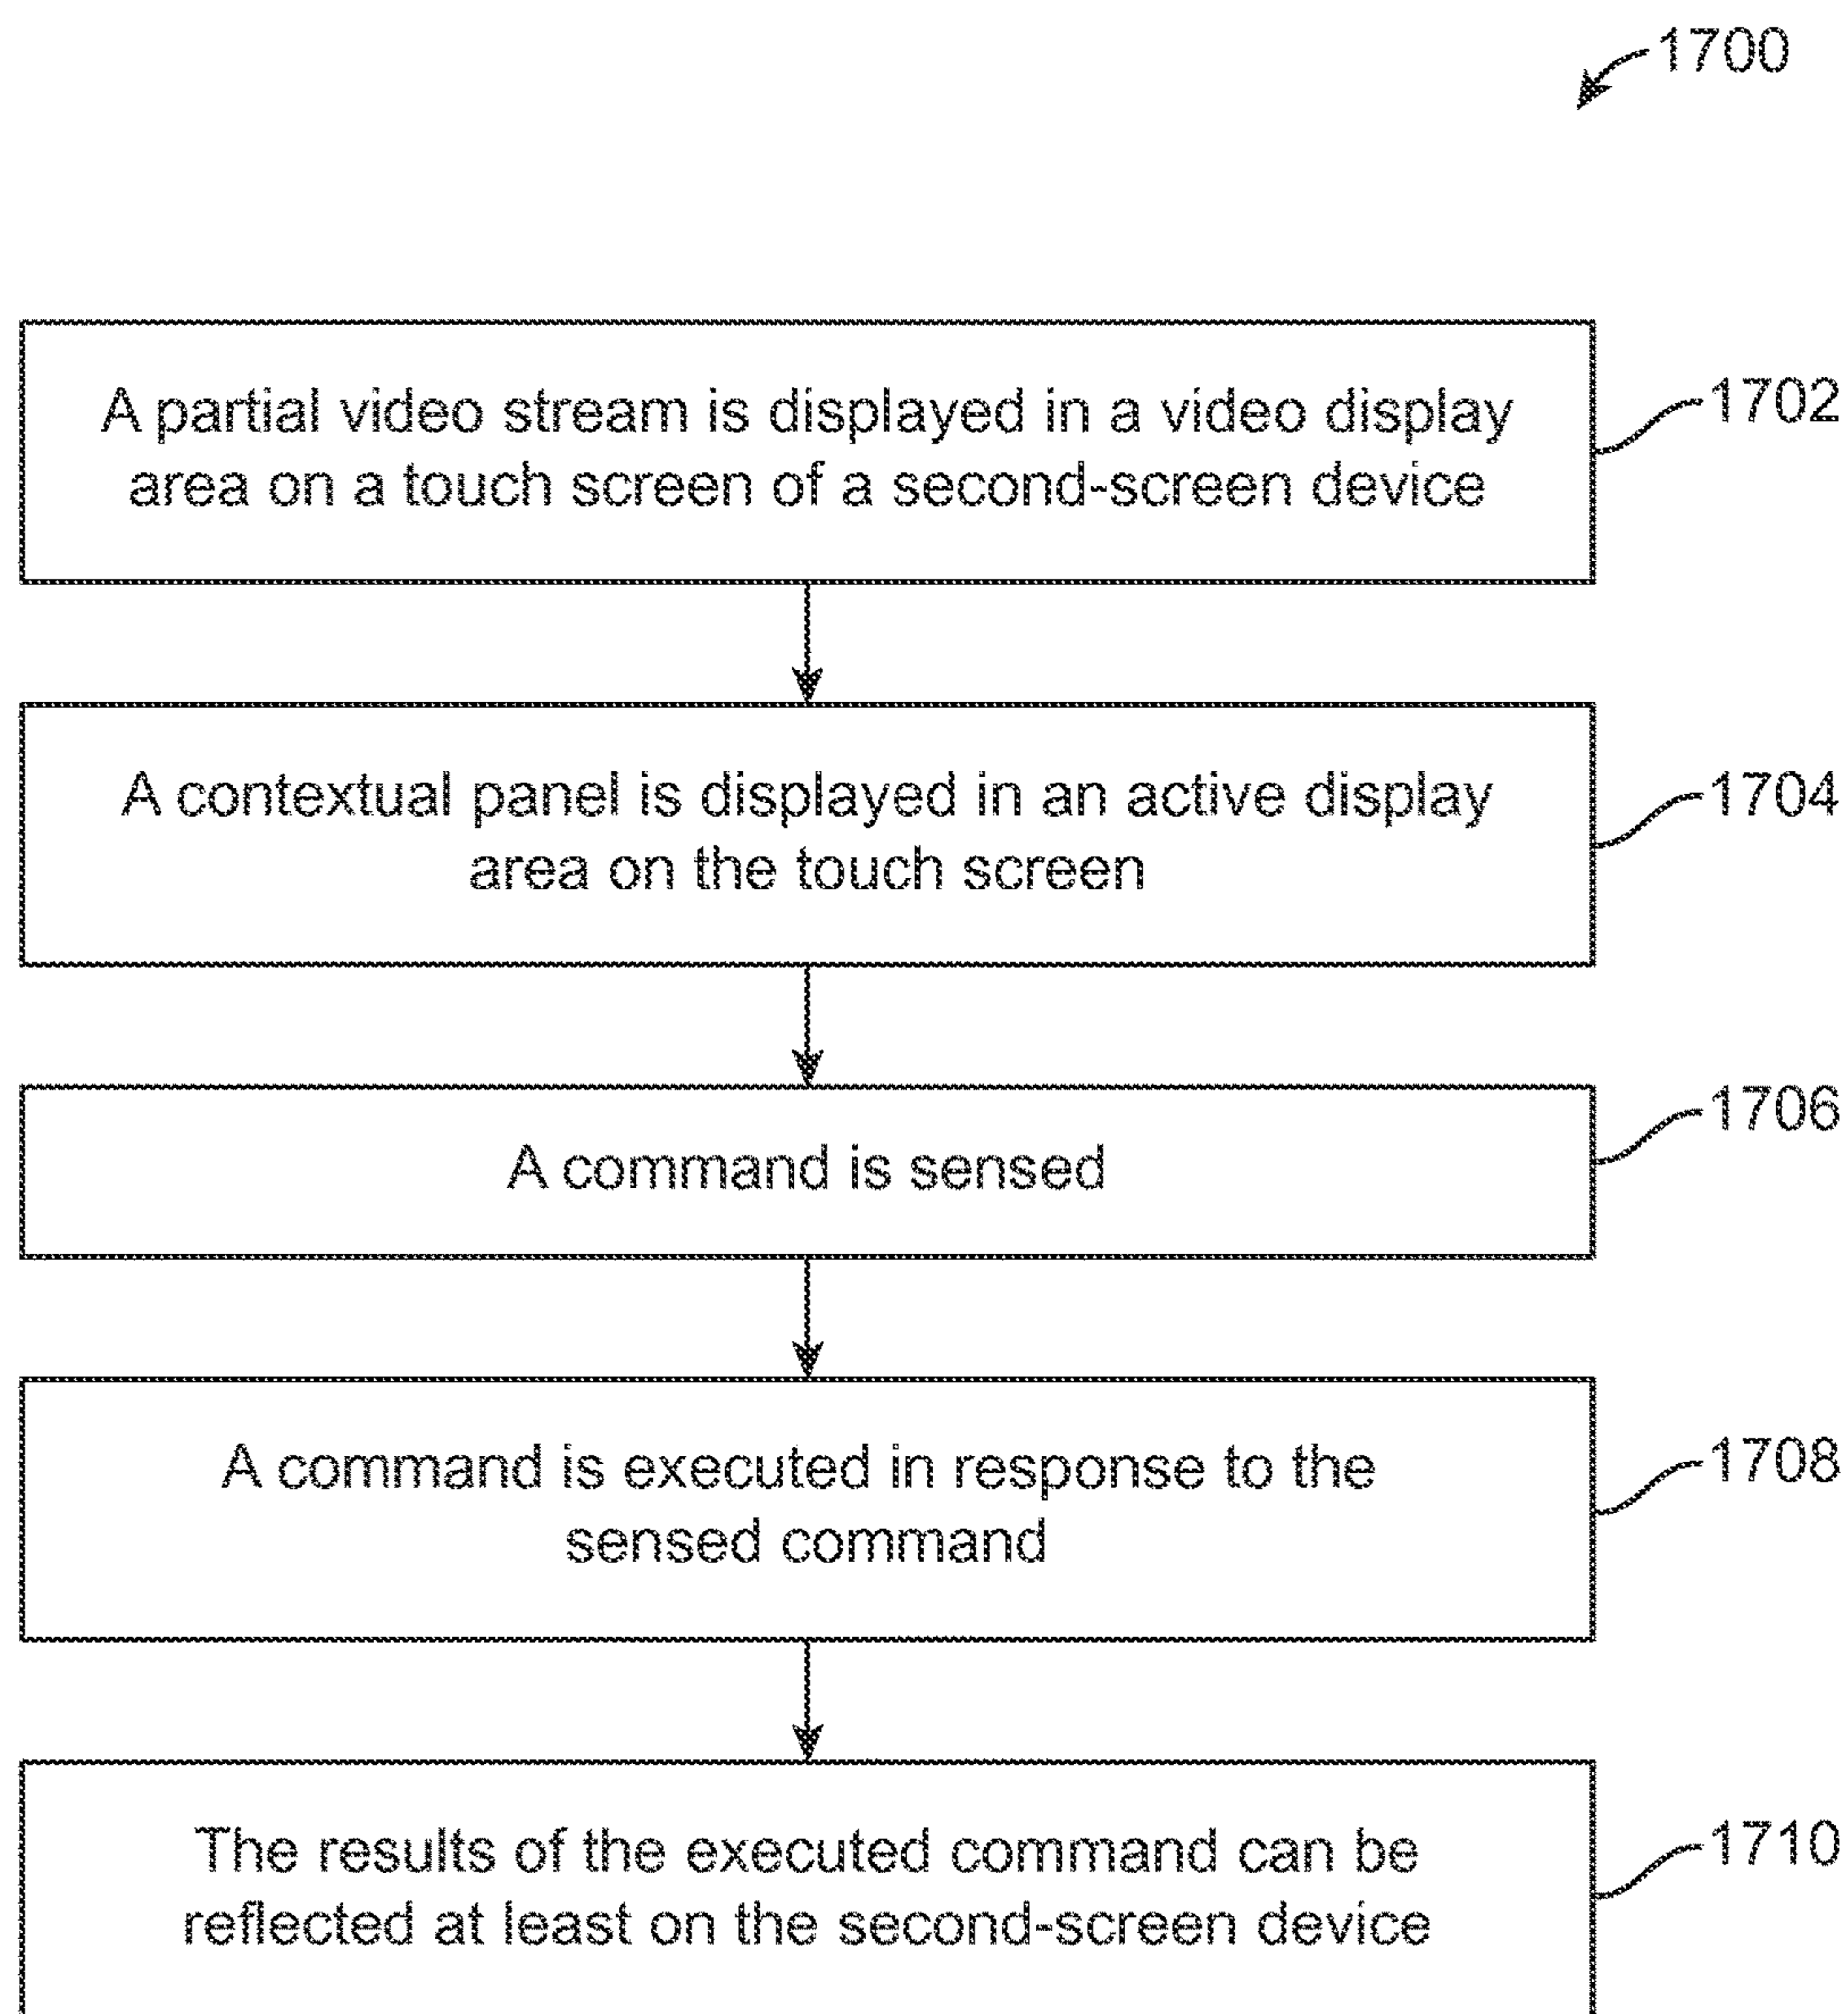 1700
A partial video stream is displayed in a video display
area on a touch screen of a second-screen device
1702
A contextual panel is displayed in an active display
area on the touch screen
1704
A command is sensed
1706
A command is executed in response to the
sensed command
1708
The results of the executed command can be
reflected at least on the second-screen device
1710